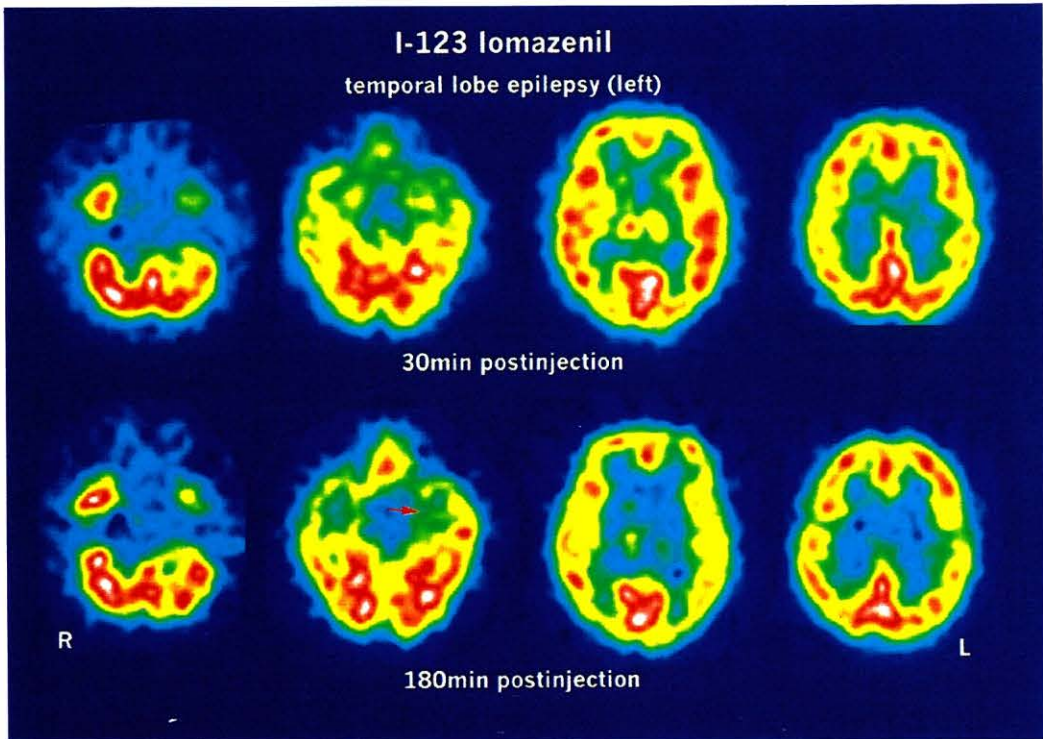 I-123 Iomazenil
temporal lobe epilepsy (left)
30min postinjection
R
L
180min postinjection